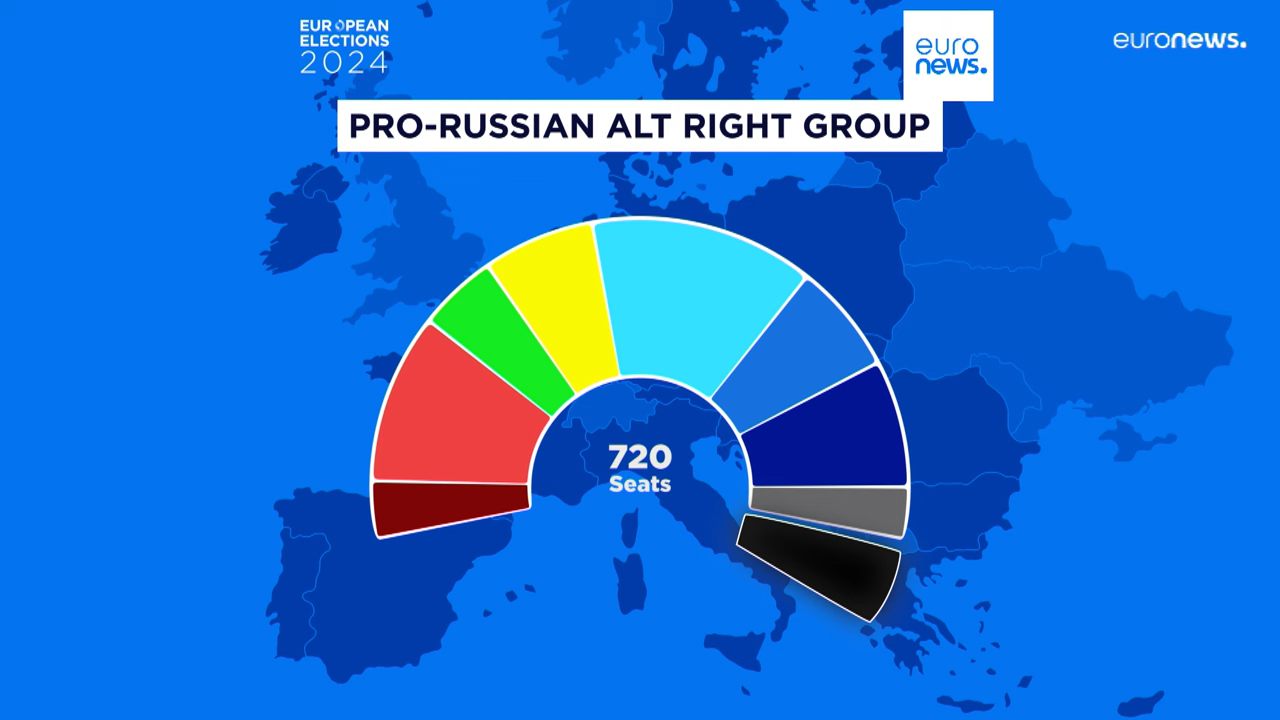 EUROPEAN
ELECTIONS
2024
euro
news.
euronews.
PRO-RUSSIAN ALT RIGHT GROUP
720
Seats